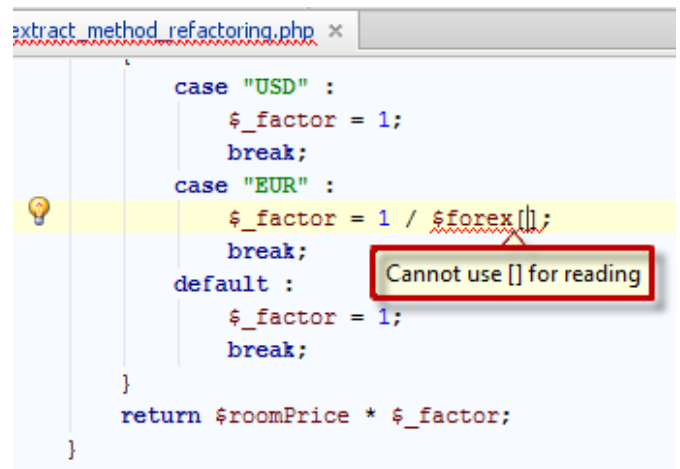 extract_method_refactoring.php ×
{
case "USD" :
$_factor = 1;
break;
case "EUR" :
$_factor = 1 / $forex[];
break;
Cannot use [] for reading
default :
$_factor = 1;
break;
}
return $roomPrice * $_factor;
}